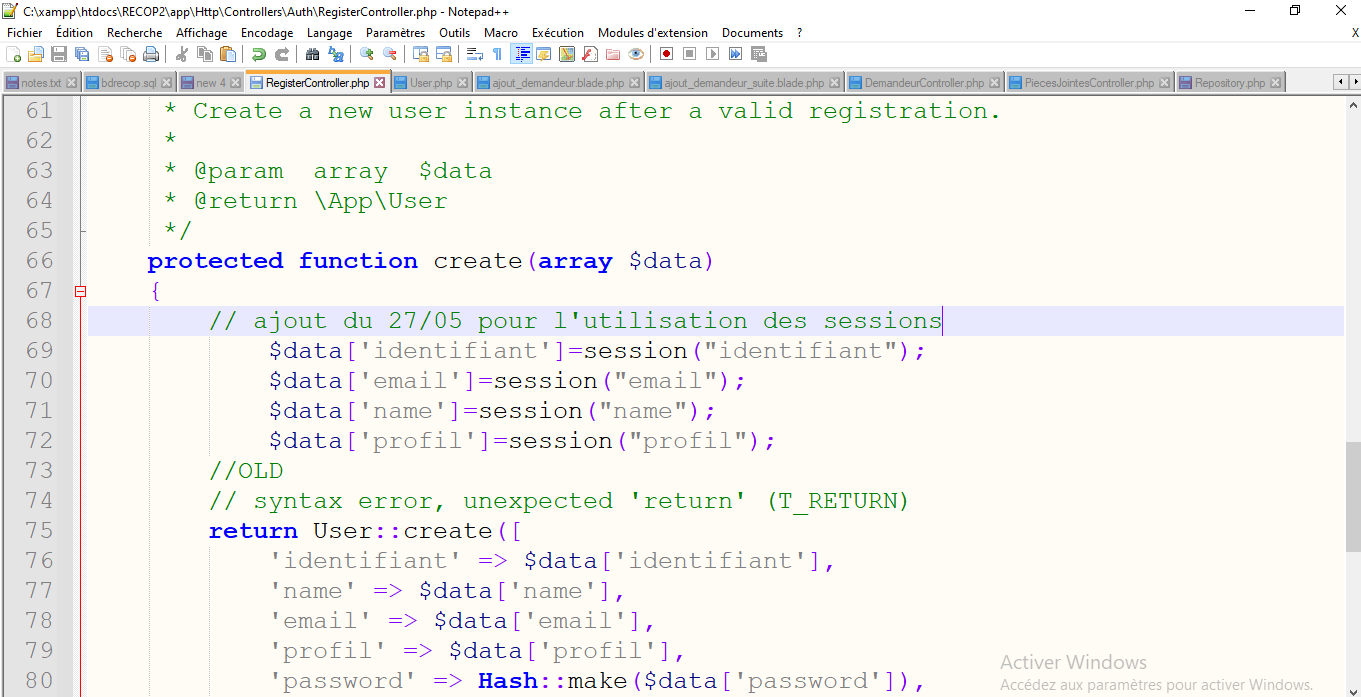 C:\xampp\htdocs\RECOP2\app\Http\Controllers\Auth\RegisterController.php - Notepad++
Fichier Édition Recherche Affichage Encodage Langage Paramètres Outils Macro Exécution Modules d'extension Documents ? X
notes.txt bdrecop.sql new 4 RegisterController.php User.php ajout_demandeur.blade.php ajout_demandeur_suite.blade.php DemandeurController.php PiecesJointesController.php Repository.php
61 * Create a new user instance after a valid registration.
62 *
63 * @param  array  $data
64 * @return \App\User
65 */
66 protected function create(array $data)
67 {
68 // ajout du 27/05 pour l'utilisation des sessions
69 $data['identifiant']=session("identifiant");
70 $data['email']=session("email");
71 $data['name']=session("name");
72 $data['profil']=session("profil");
73 //OLD
74 // syntax error, unexpected 'return' (T_RETURN)
75 return User::create([
76 'identifiant' => $data['identifiant'],
77 'name' => $data['name'],
78 'email' => $data['email'],
79 'profil' => $data['profil'],
80 'password' => Hash::make($data['password']),
Activer Windows
Accédez aux paramètres pour activer Windows.